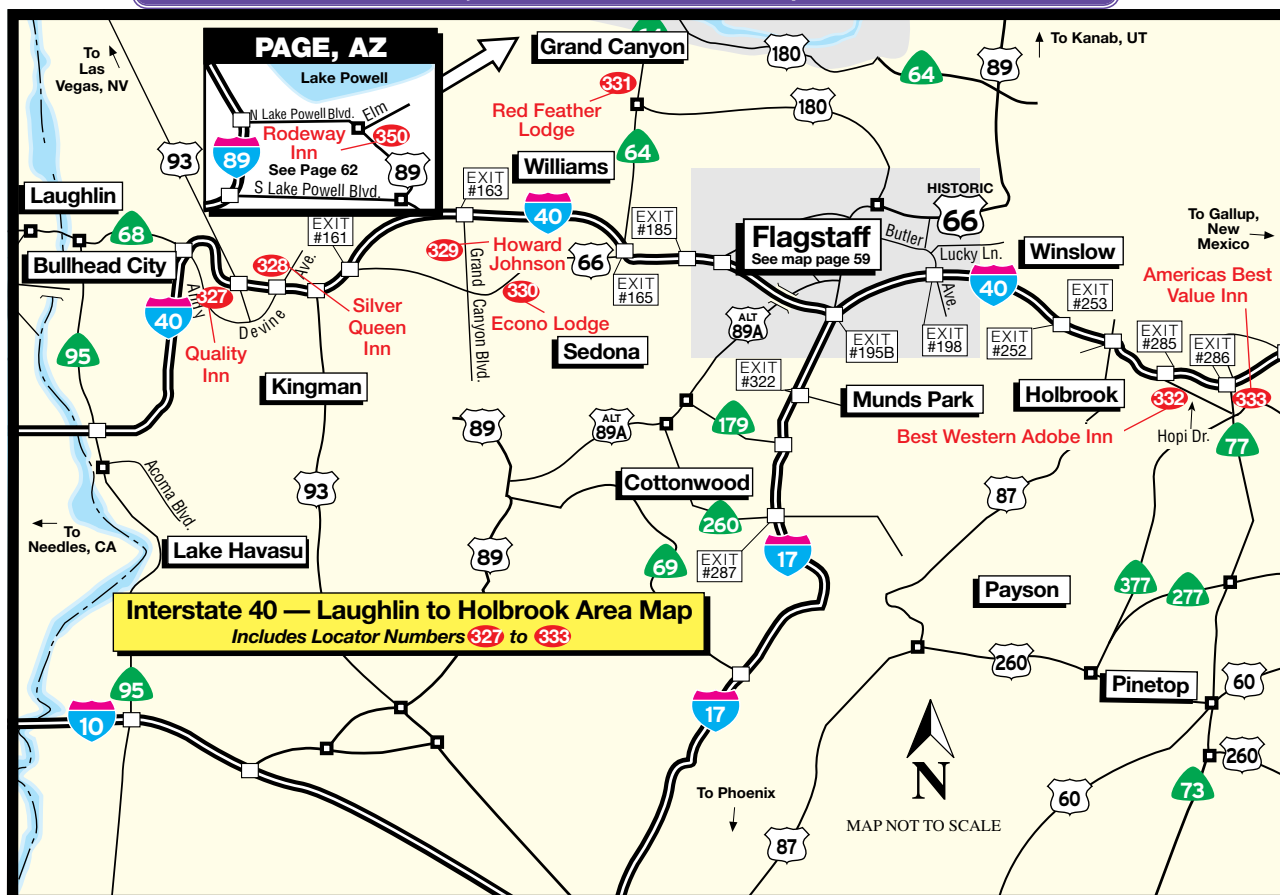 PAGE, AZ
Lake Powell
N Lake Powell Blvd.
Elm
Rodeway
Inn
350
89
See Page 62
89
S Lake Powell Blvd.
To
Las
Vegas, NV
93
Grand Canyon
331
Red Feather
Lodge
180
64
89
To Kanab, UT
180
64
Williams
Laughlin
68
Bullhead City
EXIT
#161
EXIT
#163
40
329
Howard
Johnson
66
EXIT
#165
EXIT
#185
330
Econo Lodge
Grand Canyon Blvd.
328
Ave.
Silver
Queen
Inn
327
Andy
Devine
Quality
Inn
40
95
Kingman
HISTORIC
66
Flagstaff
See map page 59
Butler
Ave.
Lucky Ln.
40
Winslow
To Gallup,
New
Mexico
Americas Best
Value Inn
EXIT
#253
EXIT
#252
EXIT
#285
EXIT
#286
EXIT
#198
EXIT
#195B
EXIT
#322
ALT
89A
Sedona
Munds Park
Holbrook
332
333
Best Western Adobe Inn
Hopi Dr.
77
179
ALT
89A
89
Cottonwood
260
EXIT
#287
17
87
93
Acoma Blvd.
To
Needles, CA
Lake Havasu
89
69
Payson
377
277
Interstate 40 — Laughlin to Holbrook Area Map
Includes Locator Numbers 327 to 333
260
Pinetop
60
95
10
17
N
MAP NOT TO SCALE
To Phoenix
87
60
260
73